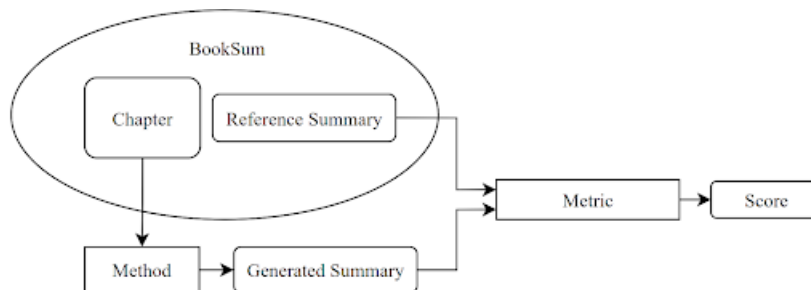 BookSum
Chapter
Reference Summary
Metric
Score
Method
Generated Summary